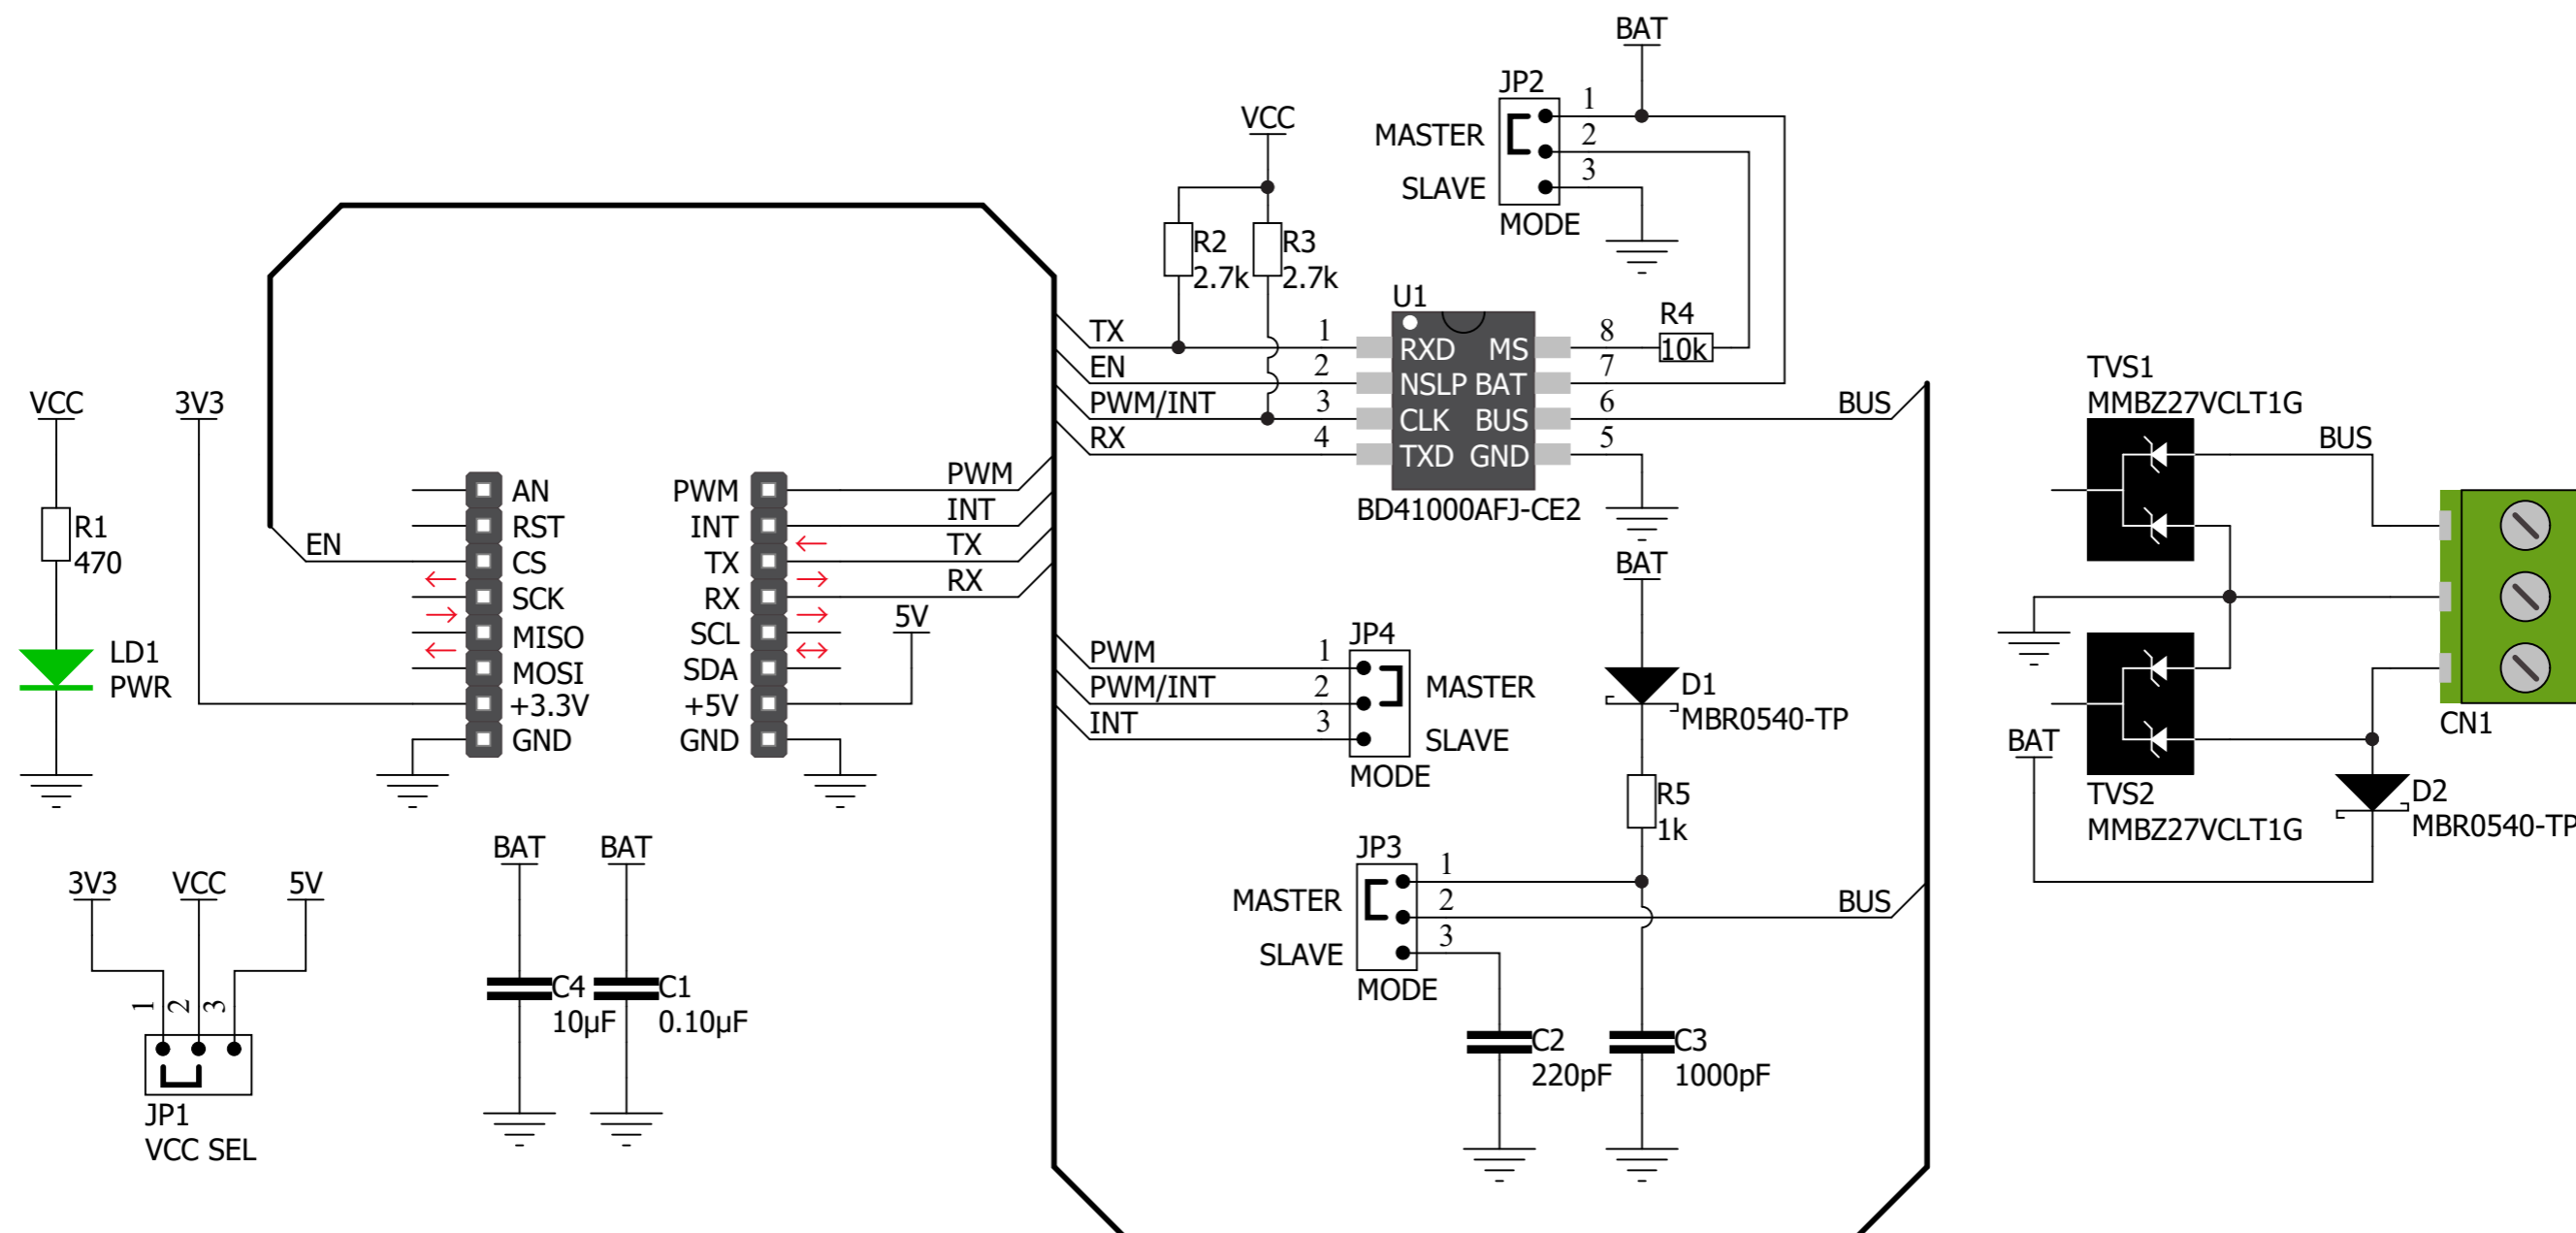 BAT
JP2
1
MASTER
2
3
SLAVE
MODE
VCC
R2
2.7k
R3
2.7k
U1
R4
10k
TX
1
RXD
MS
8
EN
2
NSLP
BAT
7
PWM/INT
3
CLK
BUS
6
BUS
RX
4
TXD
GND
5
BD41000AFJ-CE2
TVS1
MMBZ27VCLT1G
BUS
VCC
3V3
R1
470
LD1
PWR
EN
AN
RST
CS
SCK
MISO
MOSI
+3.3V
GND
PWM
INT
TX
RX
SCL
SDA
+5V
GND
PWM
INT
TX
RX
5V
BAT
D1
MBR0540-TP
R5
1k
JP4
PWM
1
PWM/INT
2
MASTER
INT
3
SLAVE
MODE
CN1
BAT
TVS2
MMBZ27VCLT1G
D2
MBR0540-TP
JP3
1
MASTER
2
BUS
3
SLAVE
MODE
C2
220pF
C3
1000pF
BAT
BAT
C4
10µF
C1
0.10µF
3V3
VCC
5V
1
2
3
JP1
VCC SEL